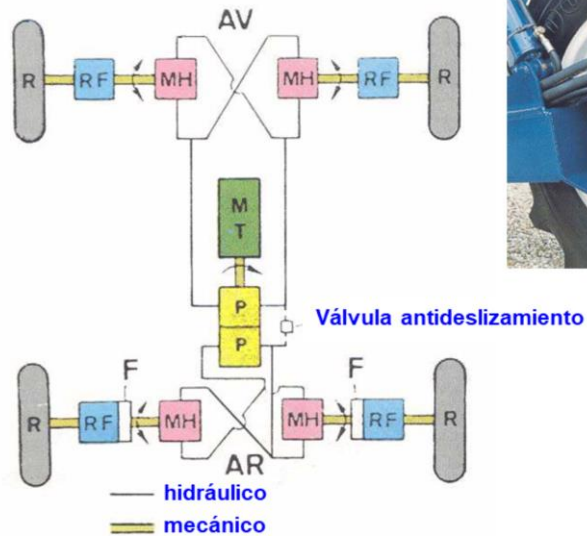 AV
R RF MH MH RF R
M
T
P
P
Válvula antideslizamiento
F F
R RF MH MH RF R
AR
hidráulico
mecánico